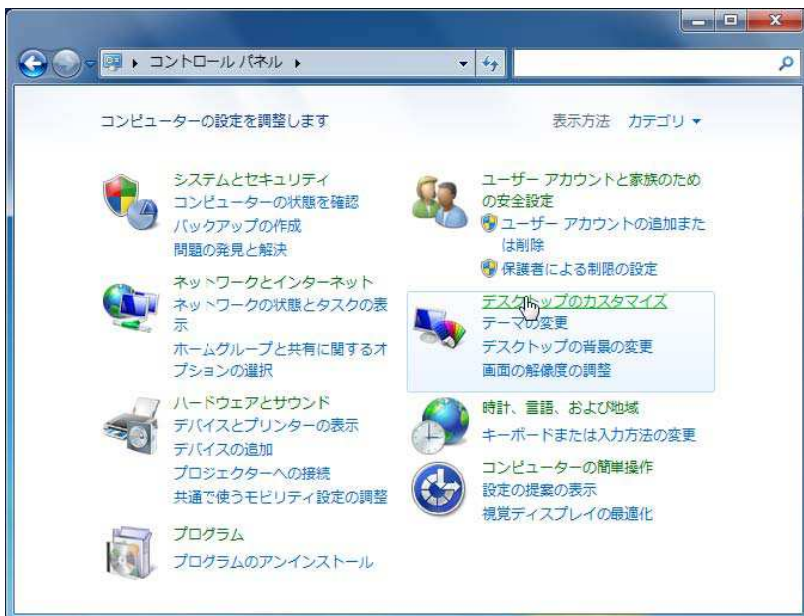 コントロール パネル
コンピューターの設定を調整します
表示方法 カテゴリ
システムとセキュリティ
コンピューターの状態を確認
バックアップの作成
問題の発見と解決
ネットワークとインターネット
ネットワークの状態とタスクの表
示
ホームグループと共有に関するオ
プションの選択
ハードウェアとサウンド
デバイスとプリンターの表示
デバイスの追加
プロジェクターへの接続
共通で使うモビリティ設定の調整
プログラム
プログラムのアンインストール
ユーザー アカウントと家族のため
の安全設定
ユーザー アカウントの追加また
は削除
保護者による制限の設定
デスクトップのカスタマイズ
テーマの変更
デスクトップの背景の変更
画面の解像度の調整
時計、言語、および地域
キーボードまたは入力方法の変更
コンピューターの簡単操作
設定の提案の表示
視覚ディスプレイの最適化